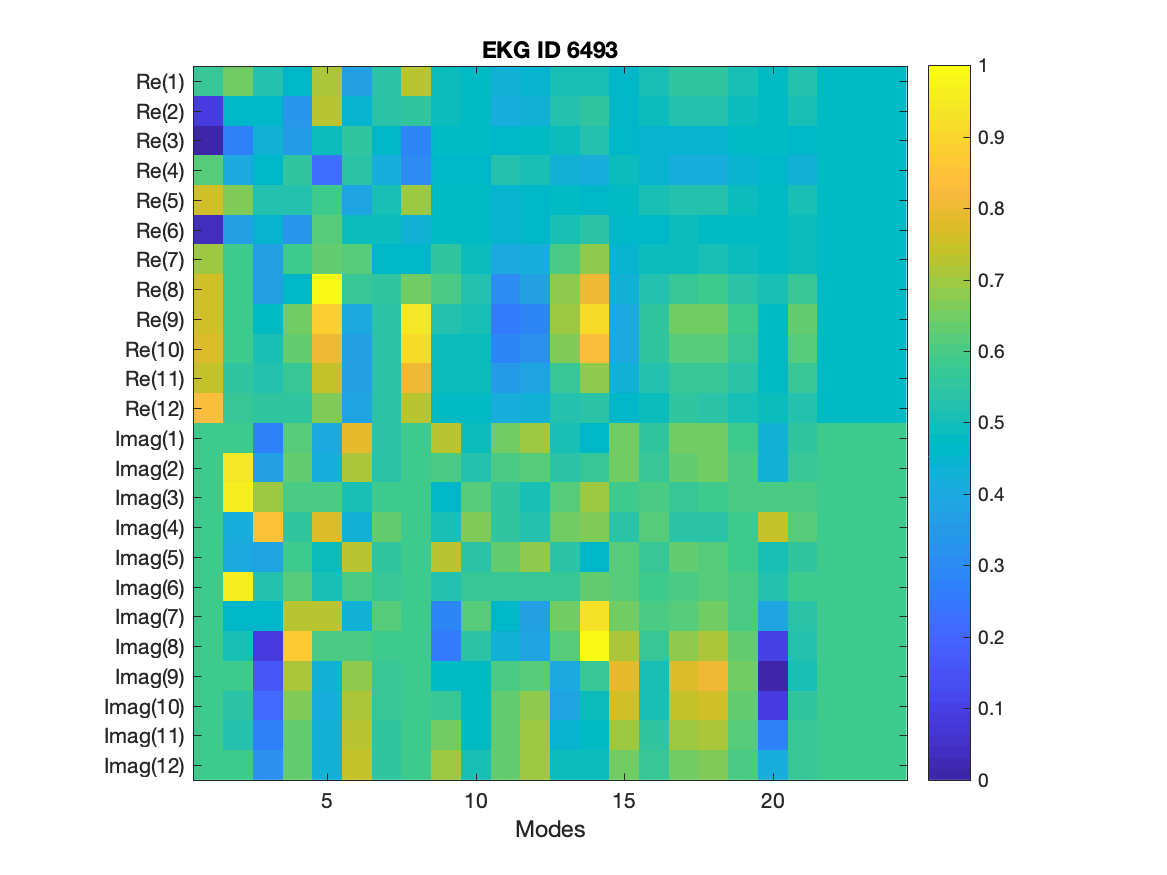 EKG ID 6493
Re(1)
Re(2)
Re(3)
Re(4)
Re(5)
Re(6)
Re(7)
Re(8)
Re(9)
Re(10)
Re(11)
Re(12)
Imag(1)
Imag(2)
Imag(3)
Imag(4)
Imag(5)
Imag(6)
Imag(7)
Imag(8)
Imag(9)
Imag(10)
Imag(11)
Imag(12)
5 10 15 20
Modes
1
0.9
0.8
0.7
0.6
0.5
0.4
0.3
0.2
0.1
0